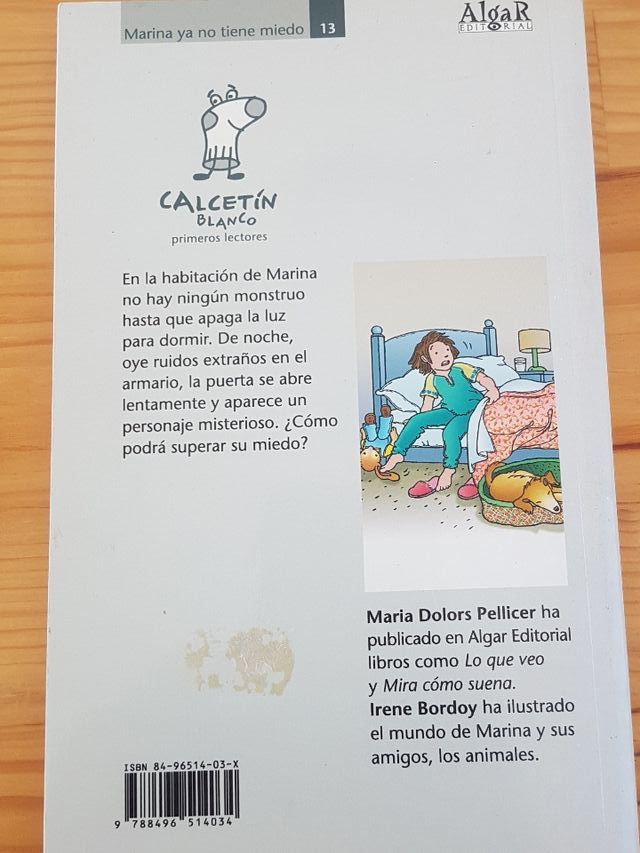 Marina ya no tiene miedo 13
AlgaR
EDITORIAL
CALCETÍN
BLANCO
primeros lectores
En la habitación de Marina
no hay ningún monstruo
hasta que apaga la luz
para dormir. De noche,
oye ruidos extraños en el
armario, la puerta se abre
lentamente y aparece un
personaje misterioso. ¿Cómo
podrá superar su miedo?
Maria Dolors Pellicer ha
publicado en Algar Editorial
libros como Lo que veo
y Mira cómo suena.
Irene Bordoy ha ilustrado
el mundo de Marina y sus
amigos, los animales.
ISBN 84-96514-03-X
9 788496 514034